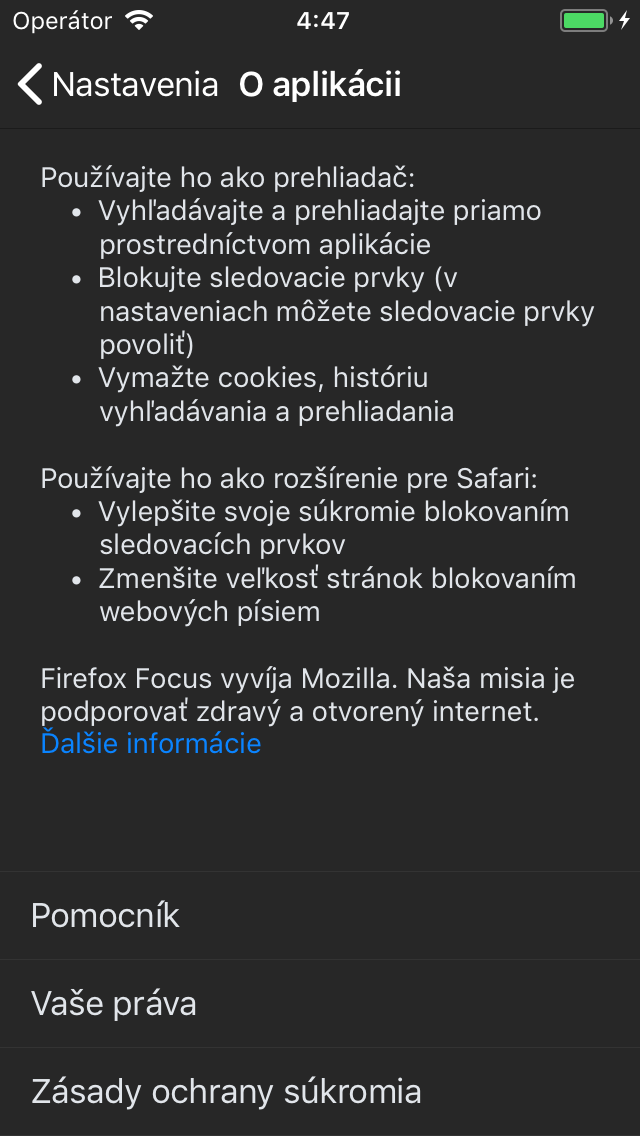 Operátor 4:47
Nastavenia O aplikácii
Používajte ho ako prehliadač:
• Vyhľadávajte a prehliadajte priamo
prostredníctvom aplikácie
• Blokujte sledovacie prvky (v
nastaveniach môžete sledovacie prvky
povoliť)
• Vymažte cookies, históriu
vyhľadávania a prehliadania
Používajte ho ako rozšírenie pre Safari:
• Vylepšite svoje súkromie blokovaním
sledovacích prvkov
• Zmenšite veľkosť stránok blokovaním
webových písiem
Firefox Focus vyvíja Mozilla. Naša misia je
podporovať zdravý a otvorený internet.
Ďalšie informácie
Pomocník
Vaše práva
Zásady ochrany súkromia